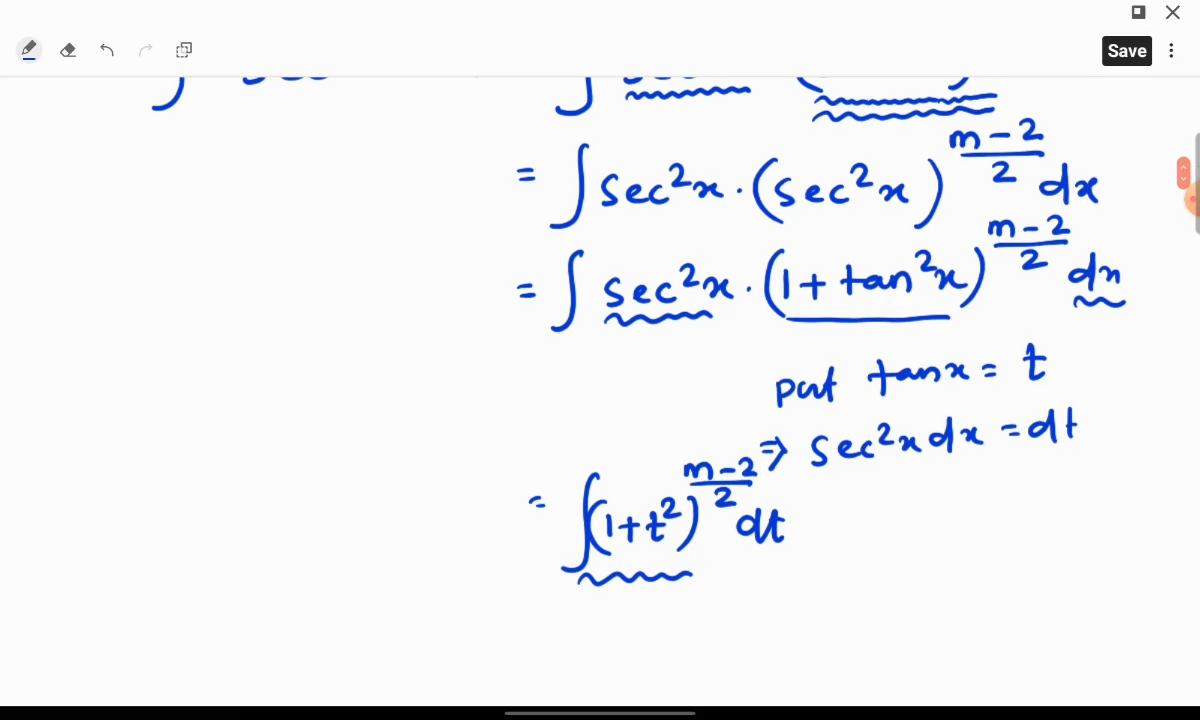 Save
= ∫ sec²x · (sec²x)^((m-2)/2) dx
= ∫ sec²x · (1 + tan²x)^((m-2)/2) dx
put tanx = t
⇒ sec²x dx = dt
= ∫ (1+t²)^((m-2)/2) dt